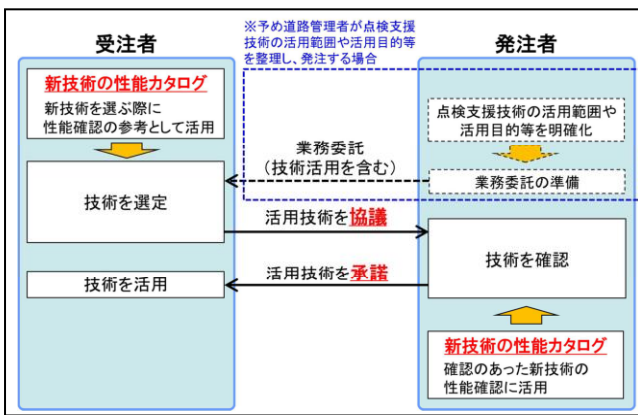 ※予め道路管理者が点検支援
技術の活用範囲や活用目的等
を整理し、発注する場合
受注者
発注者
新技術の性能カタログ
新技術を選ぶ際に
性能確認の参考として活用
点検支援技術の活用範囲や
活用目的等を明確化
業務委託
(技術活用を含む)
業務委託の準備
技術を選定
活用技術を協議
技術を確認
活用技術を承諾
技術を活用
新技術の性能カタログ
確認のあった新技術の
性能確認に活用